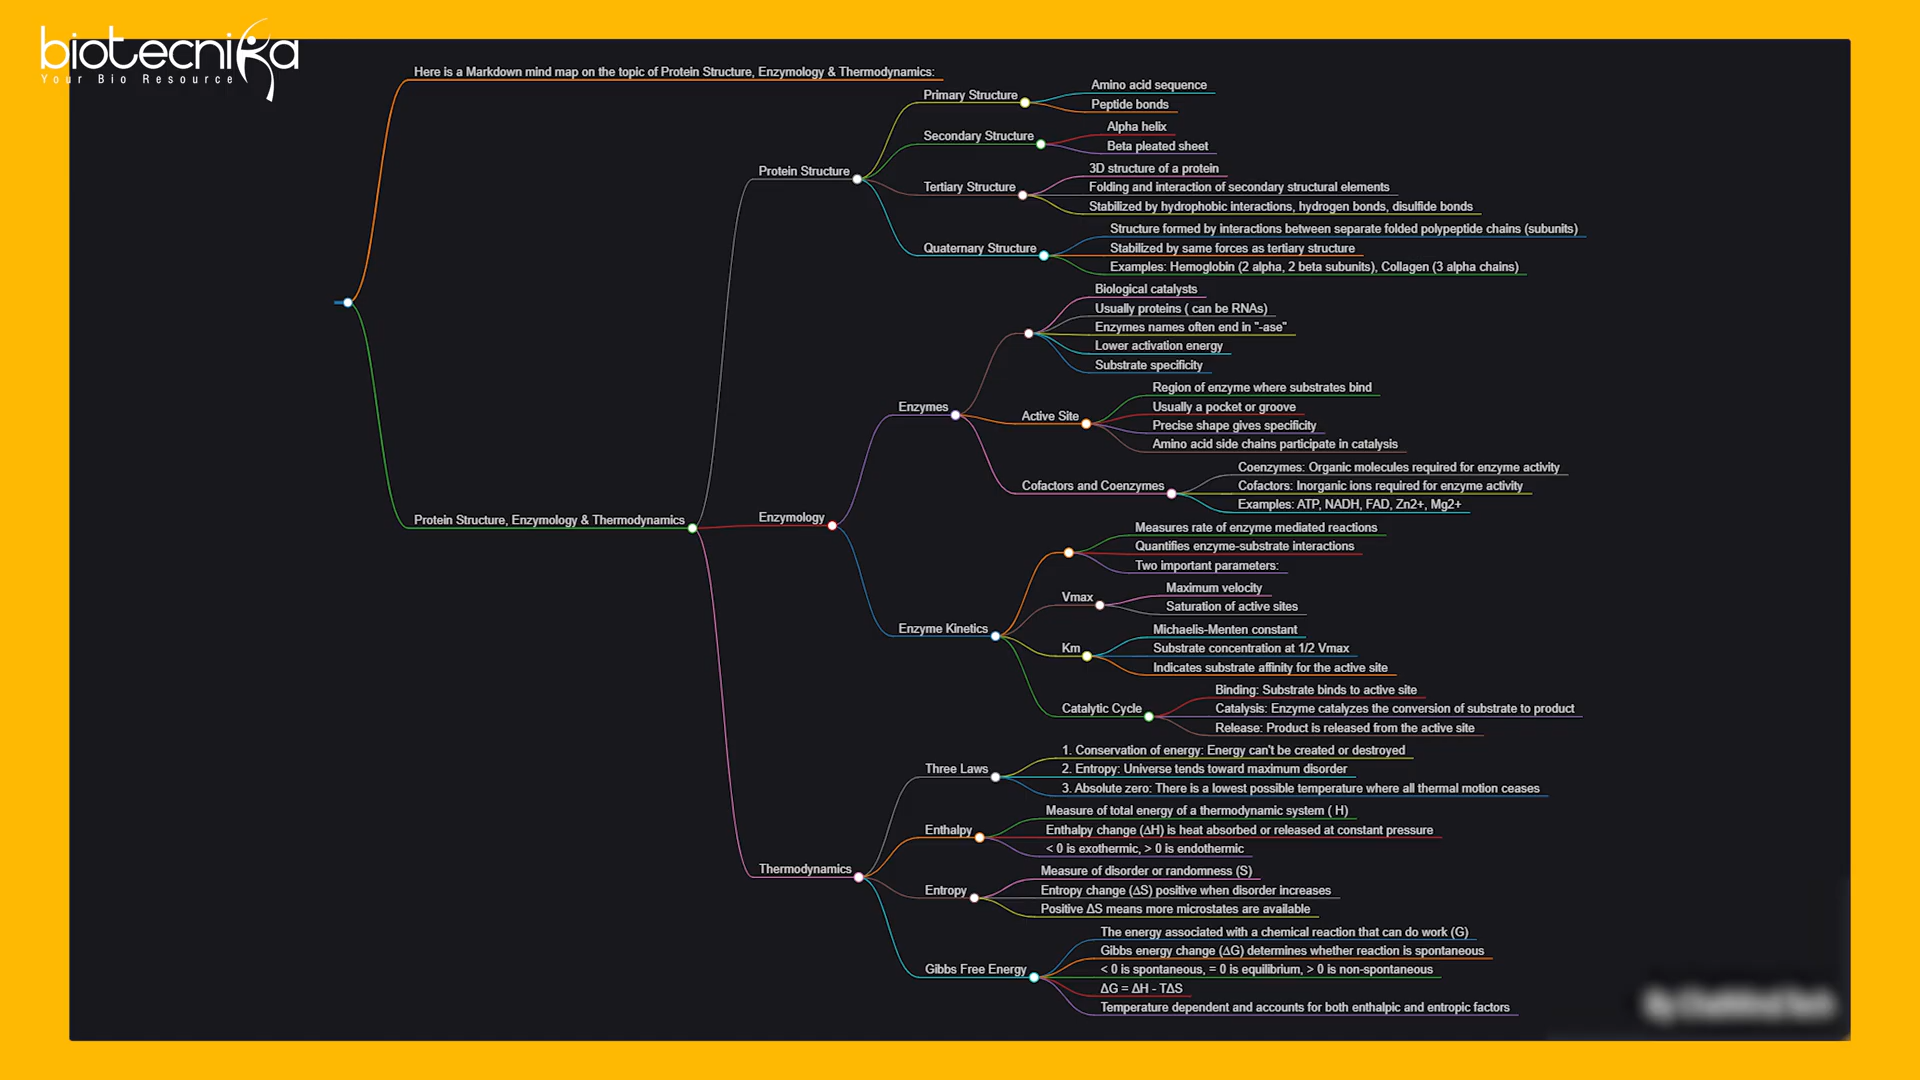 biotecnika
Your Bio Resource
Here is a Markdown mind map on the topic of Protein Structure, Enzymology & Thermodynamics:
Protein Structure, Enzymology & Thermodynamics
Protein Structure
Primary Structure
Amino acid sequence
Peptide bonds
Secondary Structure
Alpha helix
Beta pleated sheet
Tertiary Structure
3D structure of a protein
Folding and interaction of secondary structural elements
Stabilized by hydrophobic interactions, hydrogen bonds, disulfide bonds
Quaternary Structure
Structure formed by interactions between separate folded polypeptide chains (subunits)
Stabilized by same forces as tertiary structure
Examples: Hemoglobin (2 alpha, 2 beta subunits), Collagen (3 alpha chains)
Enzymology
Enzymes
Biological catalysts
Usually proteins ( can be RNAs)
Enzymes names often end in "-ase"
Lower activation energy
Substrate specificity
Active Site
Region of enzyme where substrates bind
Usually a pocket or groove
Precise shape gives specificity
Amino acid side chains participate in catalysis
Cofactors and Coenzymes
Coenzymes: Organic molecules required for enzyme activity
Cofactors: Inorganic ions required for enzyme activity
Examples: ATP, NADH, FAD, Zn2+, Mg2+
Enzyme Kinetics
Measures rate of enzyme mediated reactions
Quantifies enzyme-substrate interactions
Two important parameters:
Vmax
Maximum velocity
Saturation of active sites
Km
Michaelis-Menten constant
Substrate concentration at 1/2 Vmax
Indicates substrate affinity for the active site
Catalytic Cycle
Binding: Substrate binds to active site
Catalysis: Enzyme catalyzes the conversion of substrate to product
Release: Product is released from the active site
Thermodynamics
Three Laws
1. Conservation of energy: Energy can't be created or destroyed
2. Entropy: Universe tends toward maximum disorder
3. Absolute zero: There is a lowest possible temperature where all thermal motion ceases
Enthalpy
Measure of total energy of a thermodynamic system ( H)
Enthalpy change (ΔH) is heat absorbed or released at constant pressure
< 0 is exothermic, > 0 is endothermic
Entropy
Measure of disorder or randomness (S)
Entropy change (ΔS) positive when disorder increases
Positive ΔS means more microstates are available
Gibbs Free Energy
The energy associated with a chemical reaction that can do work (G)
Gibbs energy change (ΔG) determines whether reaction is spontaneous
< 0 is spontaneous, = 0 is equilibrium, > 0 is non-spontaneous
ΔG = ΔH - TΔS
Temperature dependent and accounts for both enthalpic and entropic factors